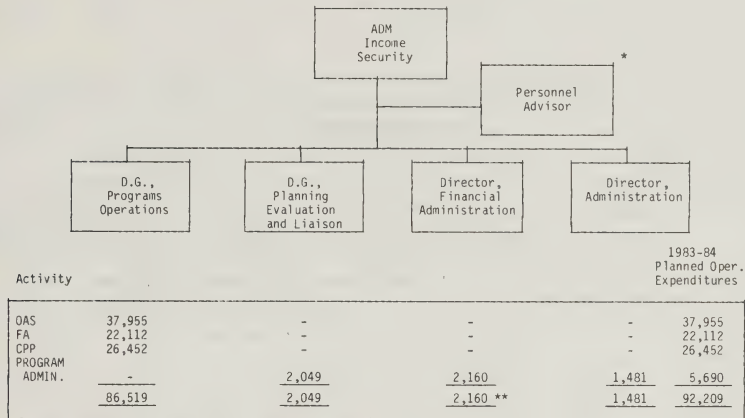 ADM
Income
Security
*
Personnel
Advisor
D.G.,
Programs
Operations
D.G.,
Planning
Evaluation
and Liaison
Director,
Financial
Administration
Director,
Administration
1983-84
Planned Oper.
Activity Expenditures
OAS 37,955 - - - 37,955
FA 22,112 - - - 22,112
CPP 26,452 - - - 26,452
PROGRAM
ADMIN. - 2,049 2,160 1,481 5,690
86,519 2,049 2,160 ** 1,481 92,209